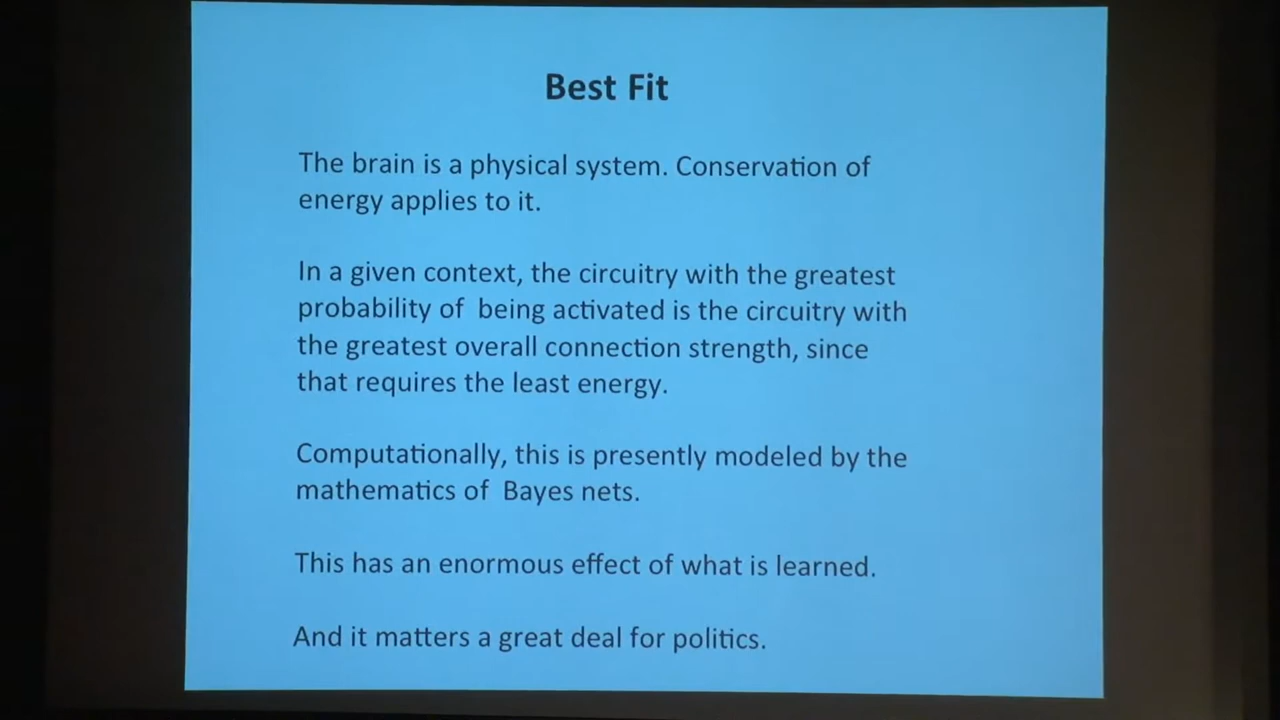 Best Fit
The brain is a physical system. Conservation of
energy applies to it.
In a given context, the circuitry with the greatest
probability of being activated is the circuitry with
the greatest overall connection strength, since
that requires the least energy.
Computationally, this is presently modeled by the
mathematics of Bayes nets.
This has an enormous effect of what is learned.
And it matters a great deal for politics.